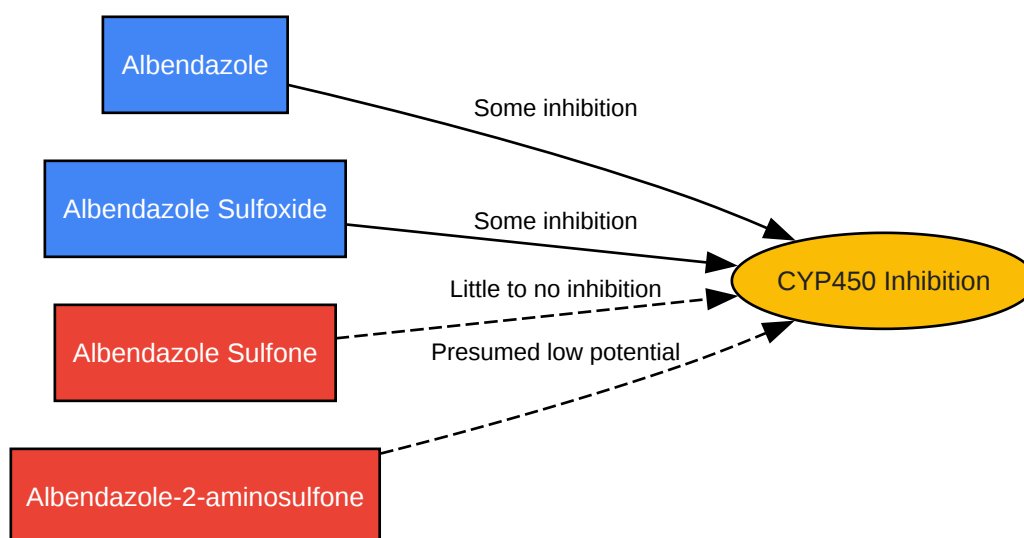 Albendazole
Some inhibition
Albendazole Sulfoxide
Some inhibition
CYP450 Inhibition
Little to no inhibition
Albendazole Sulfone
Presumed low potential
Albendazole-2-aminosulfone